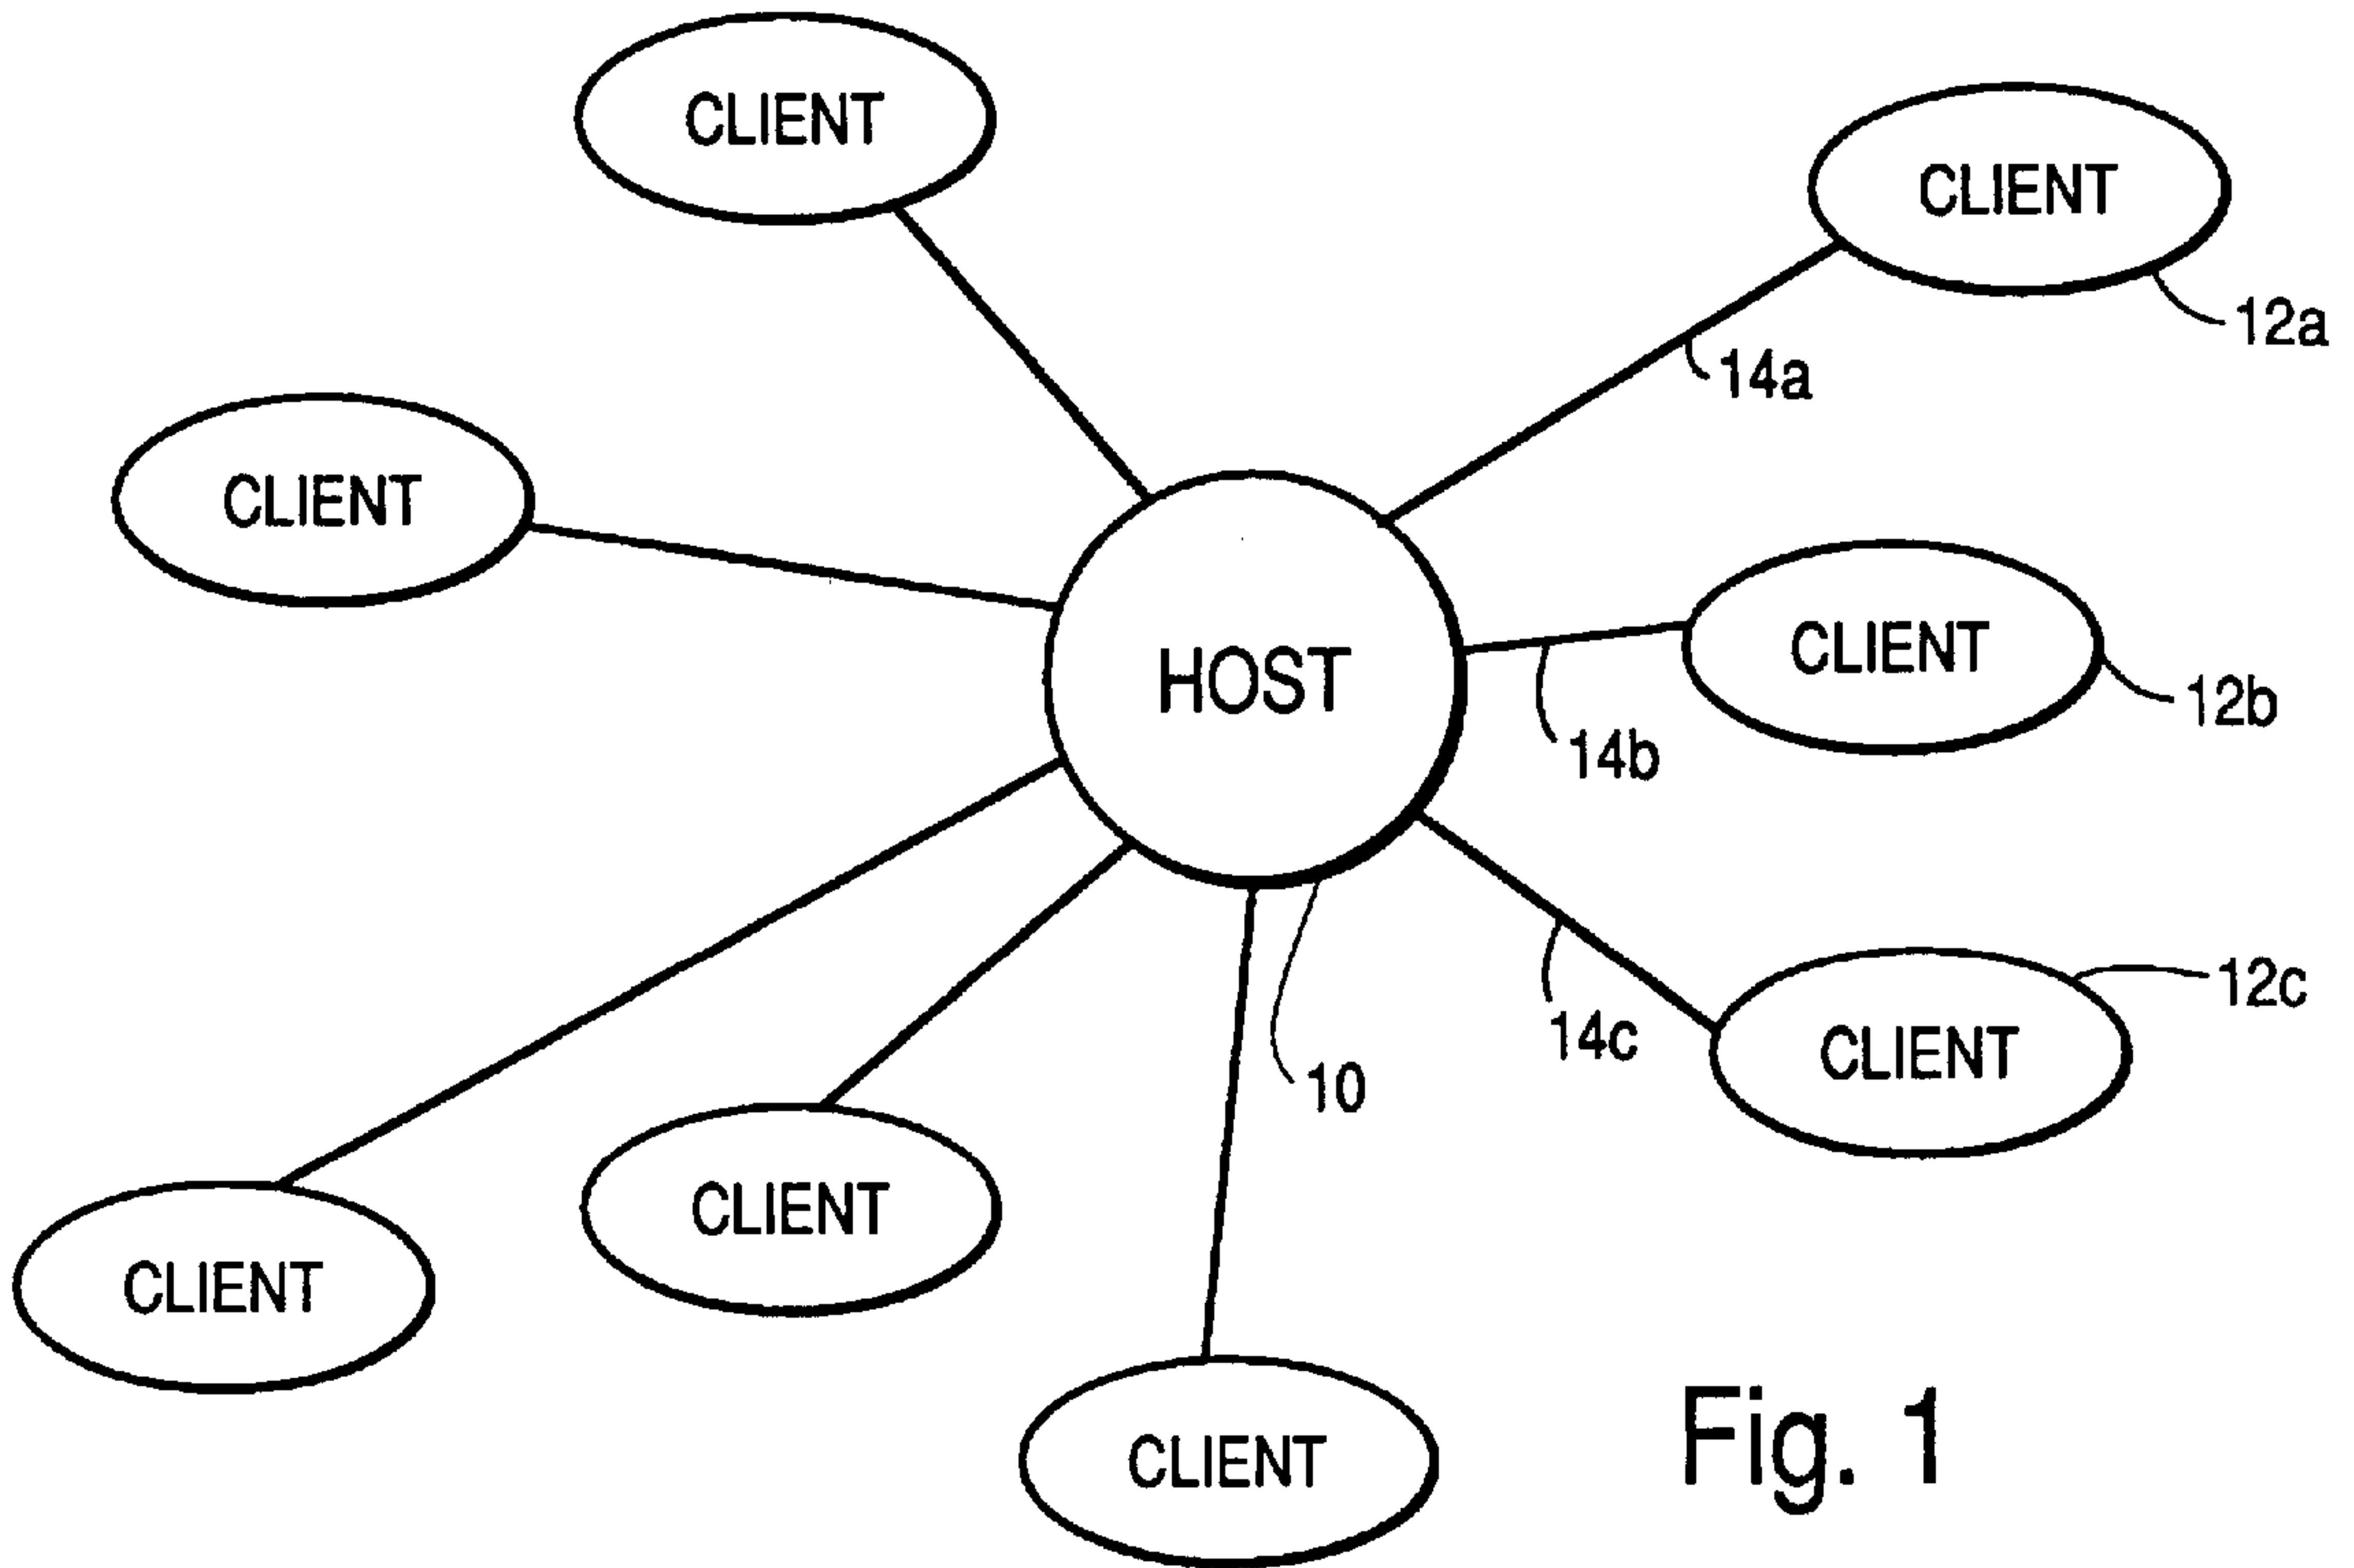 CLIENT
CLIENT
12a
14a
CLIENT
CLIENT
HOST
12b
14b
12c
14c
CLIENT
10
CLIENT
CLIENT
CLIENT
Fig. 1